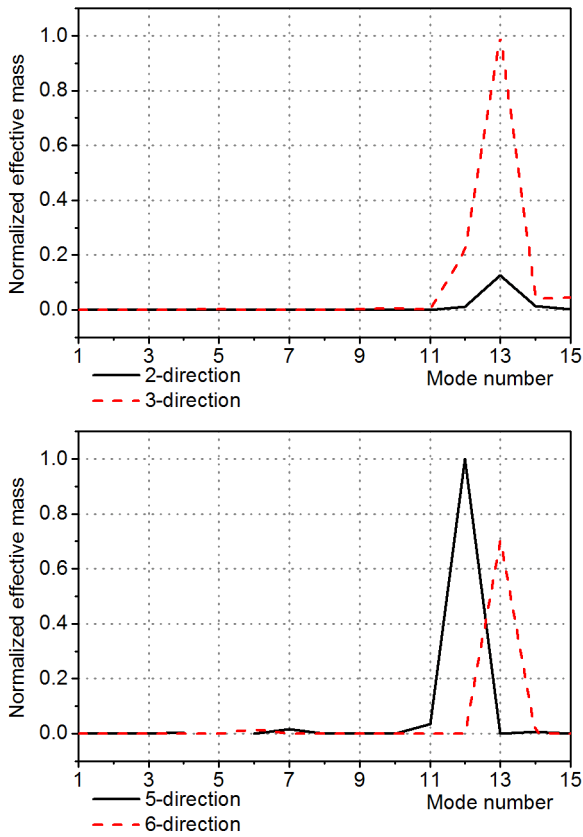 Normalized effective mass
1.0
0.8
0.6
0.4
0.2
0.0
1 3 5 7 9 11 13 15
Mode number
2-direction
3-direction
Normalized effective mass
1.0
0.8
0.6
0.4
0.2
0.0
1 3 5 7 9 11 13 15
Mode number
5-direction
6-direction